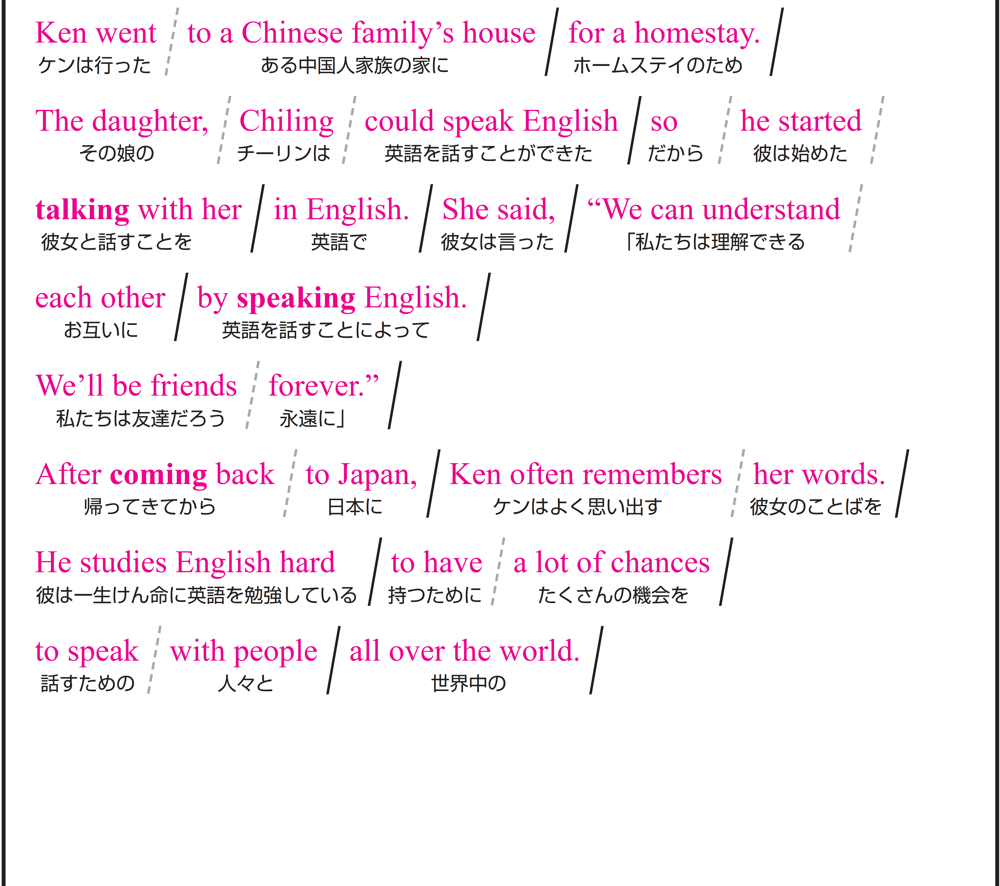 Ken went to a Chinese family’s house for a homestay.
ケンは行った ある中国人家族の家に ホームステイのため
The daughter, Chiling could speak English so he started
その娘の チーリンは 英語を話すことができた だから 彼は始めた
talking with her in English. She said, “We can understand
彼女と話すことを 英語で 彼女は言った 「私たちは理解できる
each other by speaking English.
お互いに 英語を話すことによって
We’ll be friends forever.”
私たちは友達だろう 永遠に」
After coming back to Japan, Ken often remembers her words.
帰ってきてから 日本に ケンはよく思い出す 彼女のことばを
He studies English hard to have a lot of chances
彼は一生けん命に英語を勉強している 持つために たくさんの機会を
to speak with people all over the world.
話すための 人々と 世界中の